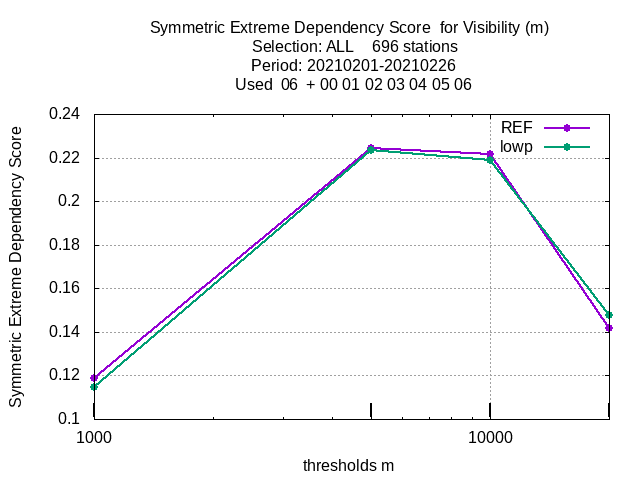 Symmetric Extreme Dependency Score  for Visibility (m)
Selection: ALL    696 stations
Period: 20210201-20210226
Used  06  + 00 01 02 03 04 05 06
Symmetric Extreme Dependency Score
0.24
0.22
0.2
0.18
0.16
0.14
0.12
0.1
REF
lowp
1000
10000
thresholds m